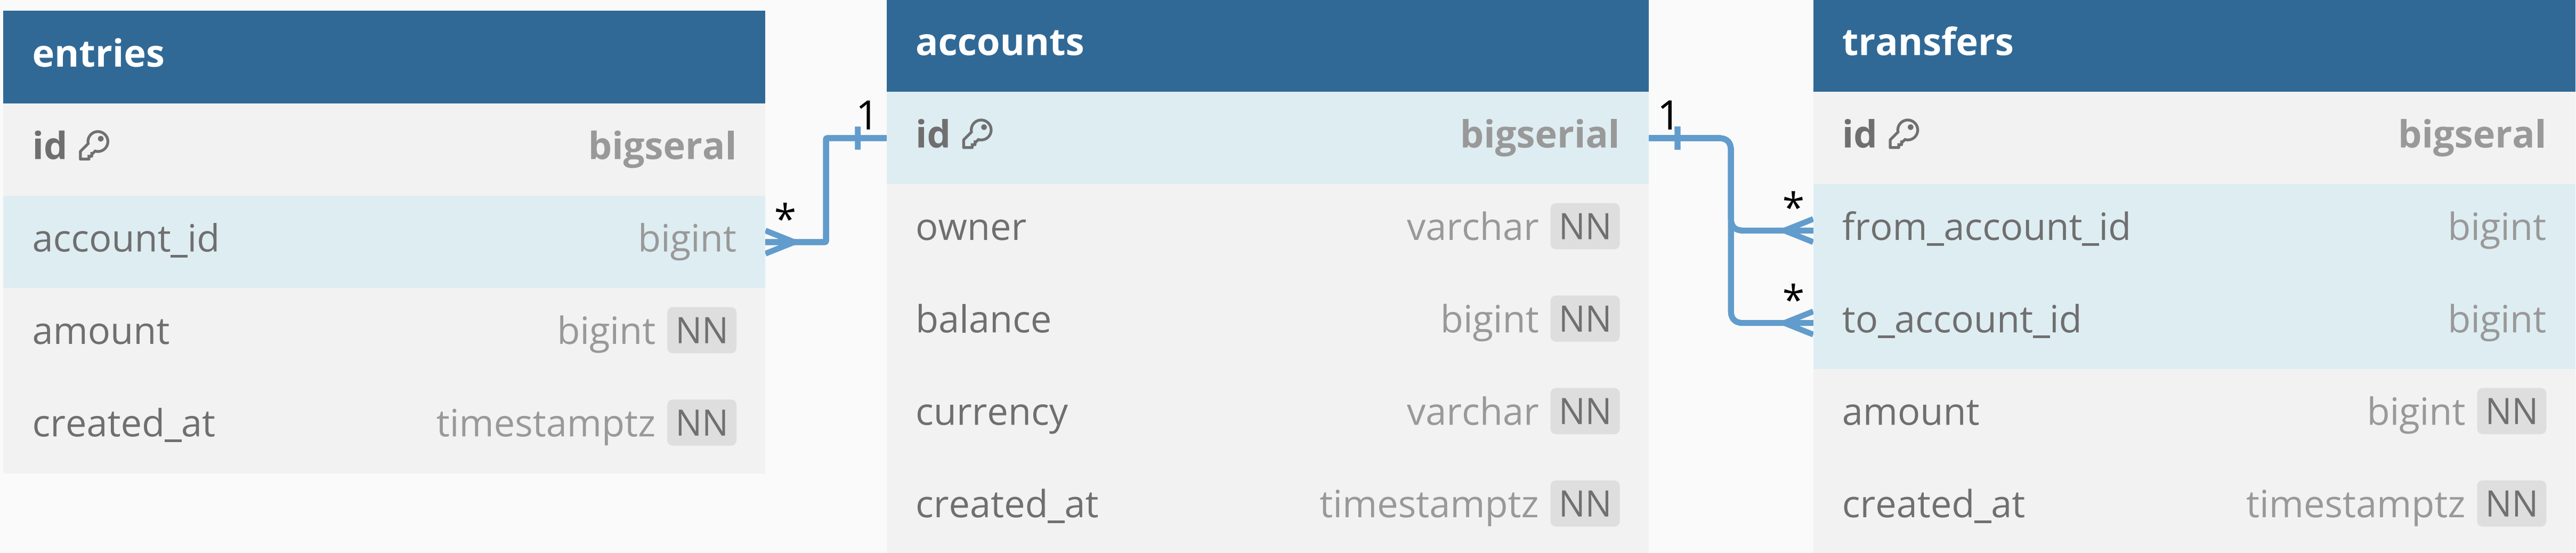 entries
id bigseral
account_id bigint
amount bigint NN
created_at timestamptz NN
1
*
accounts
id bigserial
owner varchar NN
balance bigint NN
currency varchar NN
created_at timestamptz NN
1
*
*
transfers
id bigseral
from_account_id bigint
to_account_id bigint
amount bigint NN
created_at timestamptz NN